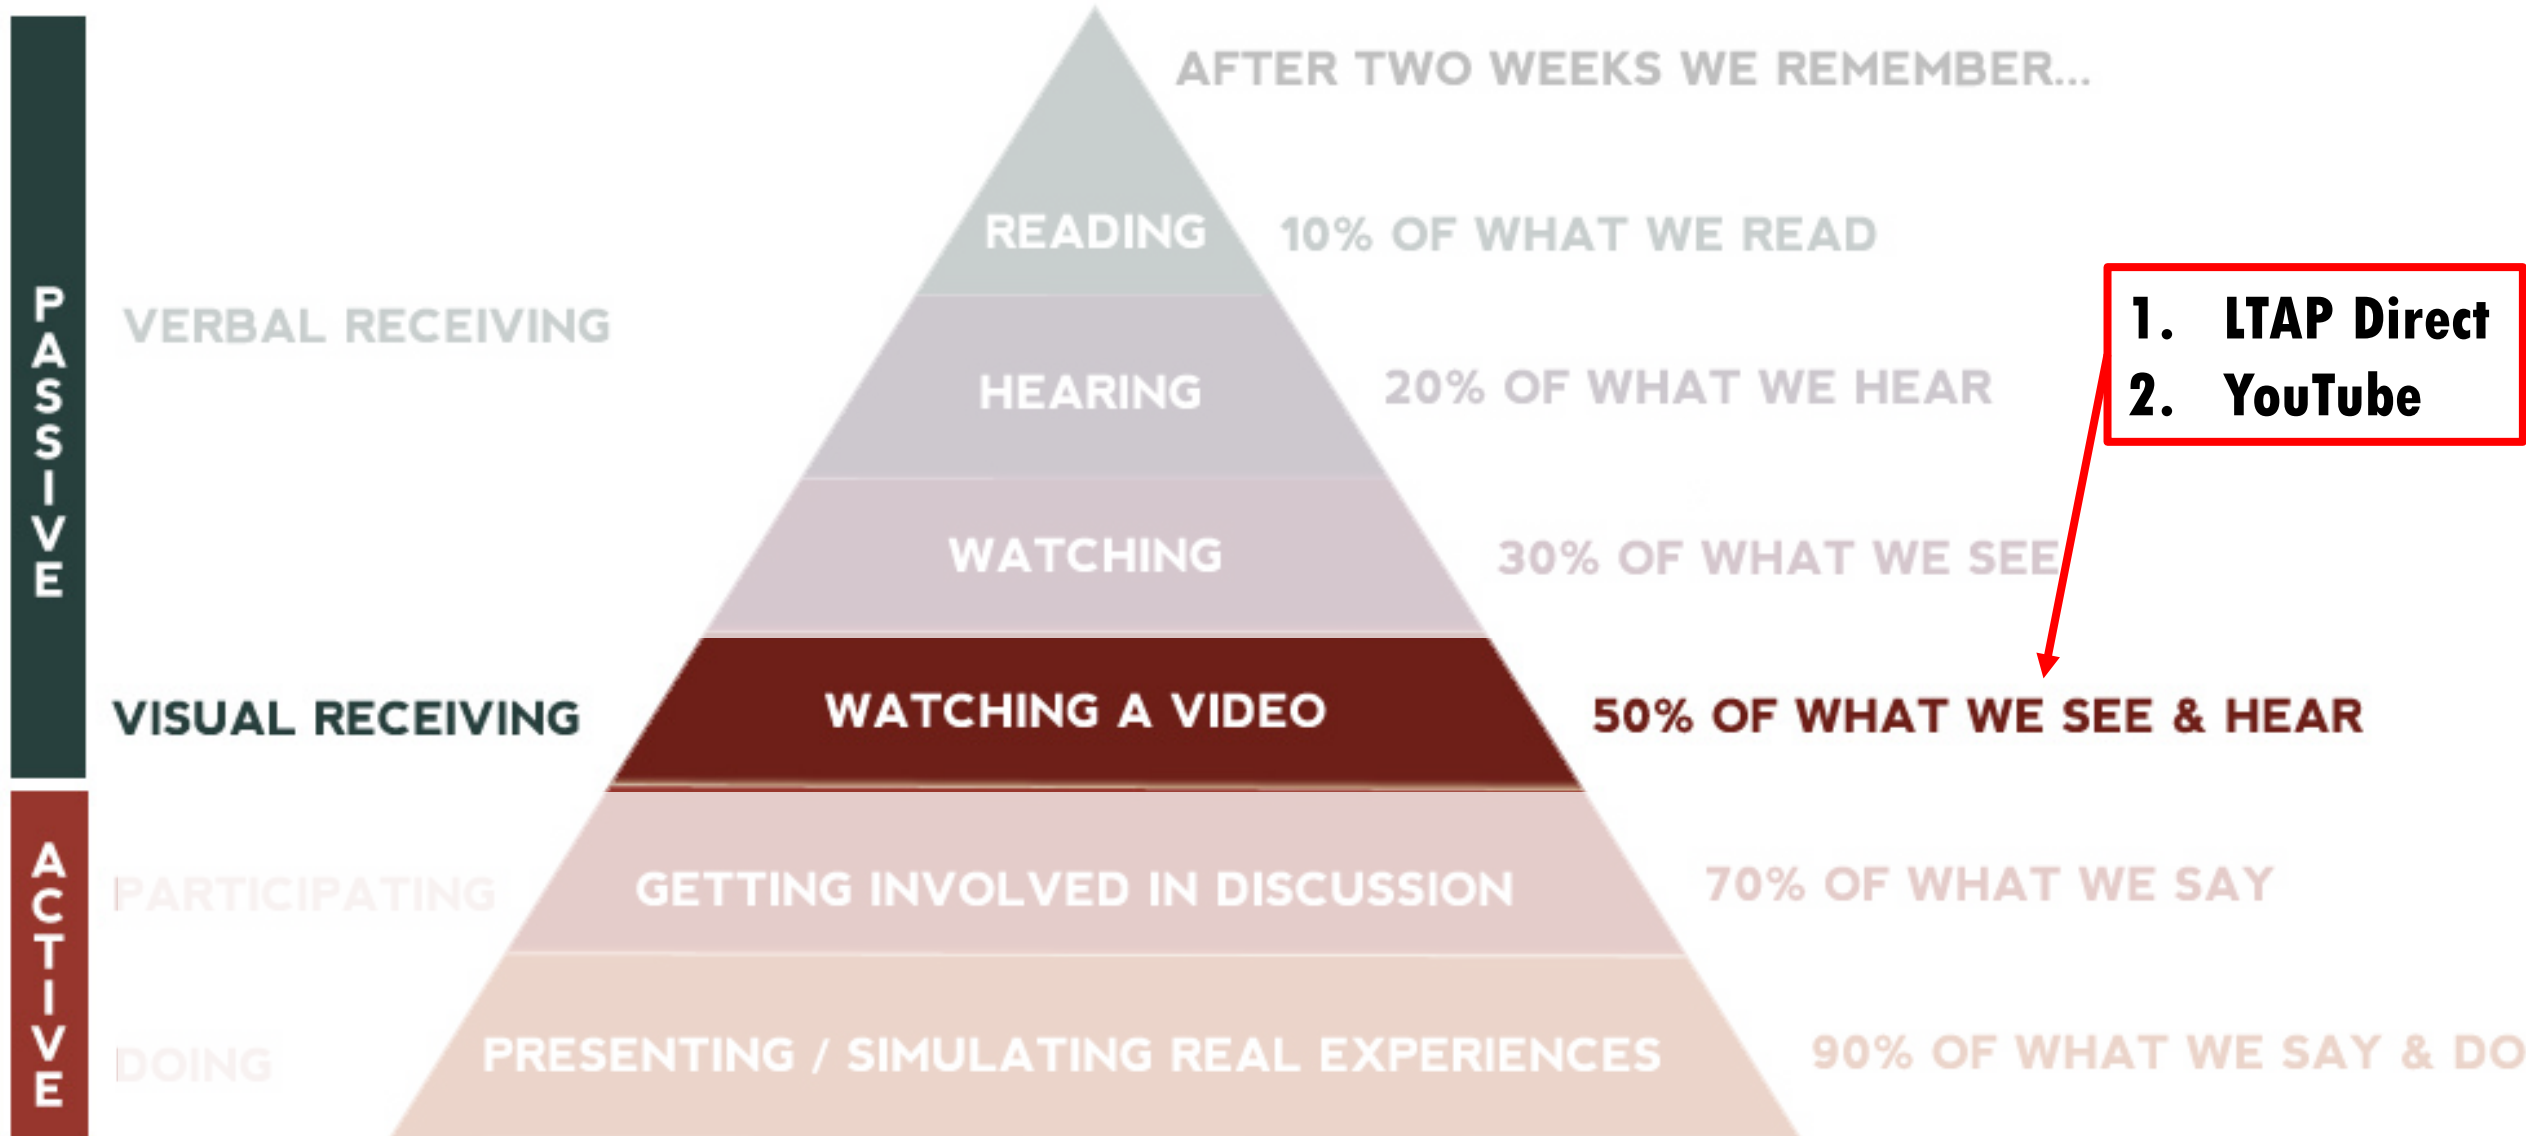 AFTER TWO WEEKS WE REMEMBER...
READING
10% OF WHAT WE READ
PASSIVE
VERBAL RECEIVING
1. LTAP Direct
2. YouTube
HEARING
20% OF WHAT WE HEAR
WATCHING
30% OF WHAT WE SEE
VISUAL RECEIVING
WATCHING A VIDEO
50% OF WHAT WE SEE & HEAR
ACTIVE
PARTICIPATING
GETTING INVOLVED IN DISCUSSION
70% OF WHAT WE SAY
DOING
PRESENTING / SIMULATING REAL EXPERIENCES
90% OF WHAT WE SAY & DO